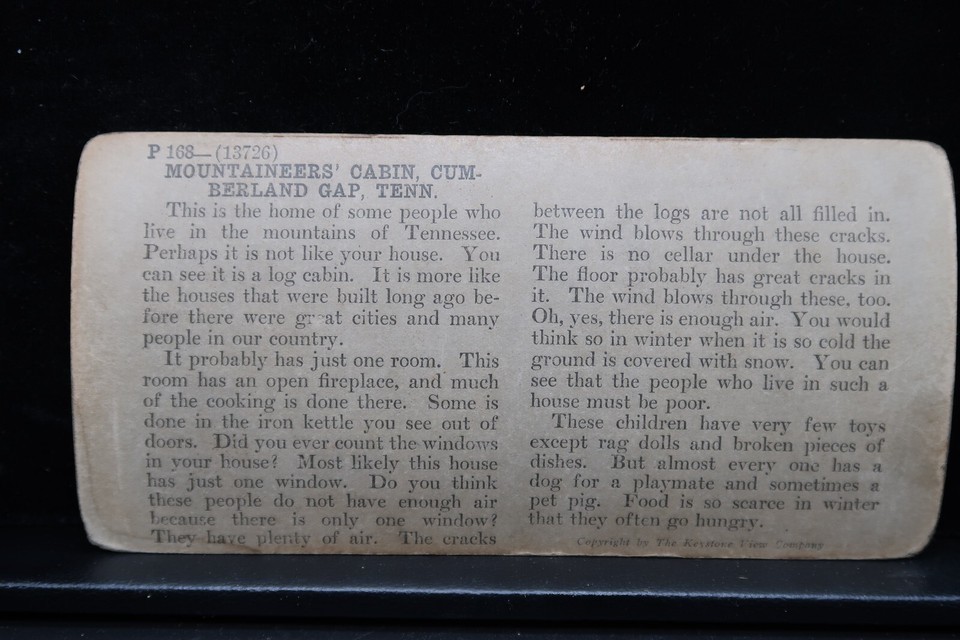 P 168—(13726)
MOUNTAINEERS' CABIN, CUM-
BERLAND GAP, TENN.
This is the home of some people who
live in the mountains of Tennessee.
Perhaps it is not like your house. You
can see it is a log cabin. It is more like
the houses that were built long ago be-
fore there were great cities and many
people in our country.
It probably has just one room. This
room has an open fireplace, and much
of the cooking is done there. Some is
done in the iron kettle you see out of
doors. Did you ever count the windows
in your house? Most likely this house
has just one window. Do you think
these people do not have enough air
because there is only one window?
They have plenty of air. The cracks
between the logs are not all filled in.
The wind blows through these cracks.
There is no cellar under the house.
The floor probably has great cracks in
it. The wind blows through these, too.
Oh, yes, there is enough air. You would
think so in winter when it is so cold the
ground is covered with snow. You can
see that the people who live in such a
house must be poor.
These children have very few toys
except rag dolls and broken pieces of
dishes. But almost every one has a
dog for a playmate and sometimes a
pet pig. Food is so scarce in winter
that they often go hungry.
Copyright by The Keystone View Company